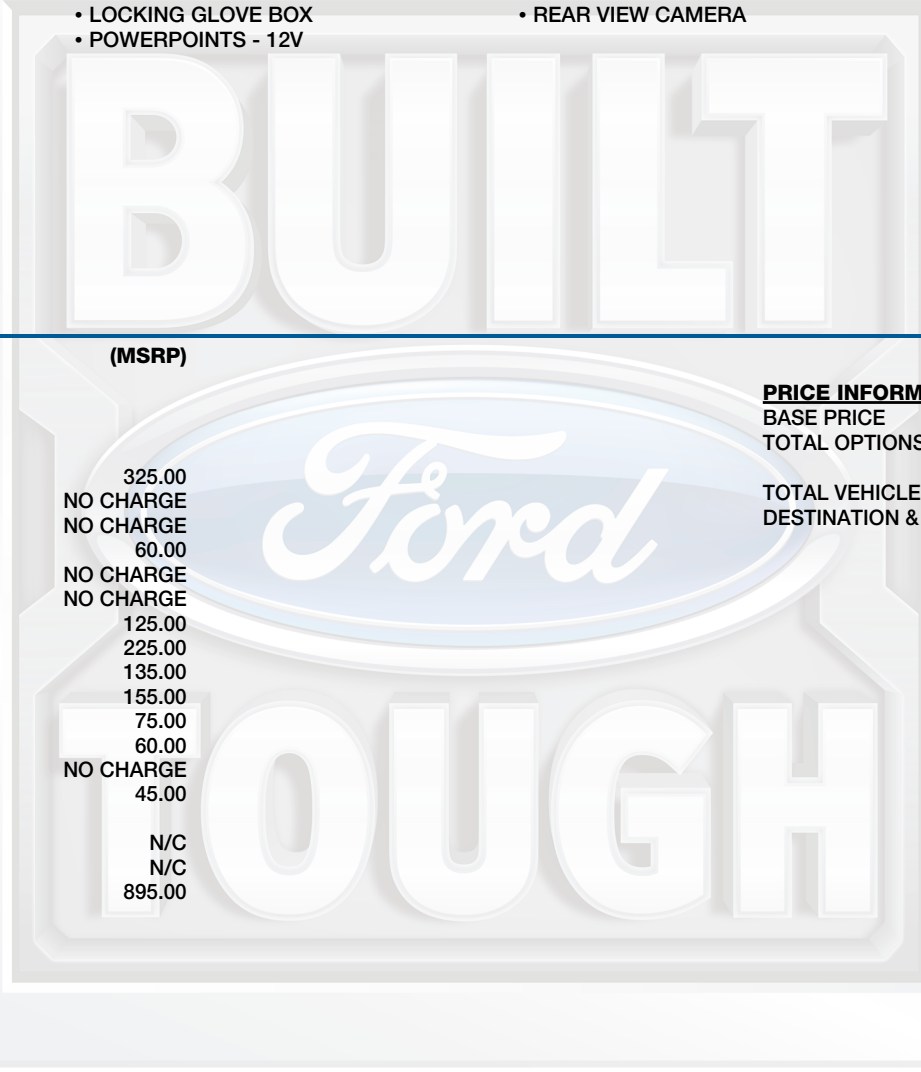 • LOCKING GLOVE BOX
• POWERPOINTS - 12V
• REAR VIEW CAMERA
BUILT
(MSRP)
325.00
NO CHARGE
NO CHARGE
60.00
NO CHARGE
NO CHARGE
125.00
225.00
135.00
155.00
75.00
60.00
NO CHARGE
45.00
N/C
N/C
895.00
Ford
TOUGH
PRICE INFORM
BASE PRICE
TOTAL OPTIONS
TOTAL VEHICLE
DESTINATION &